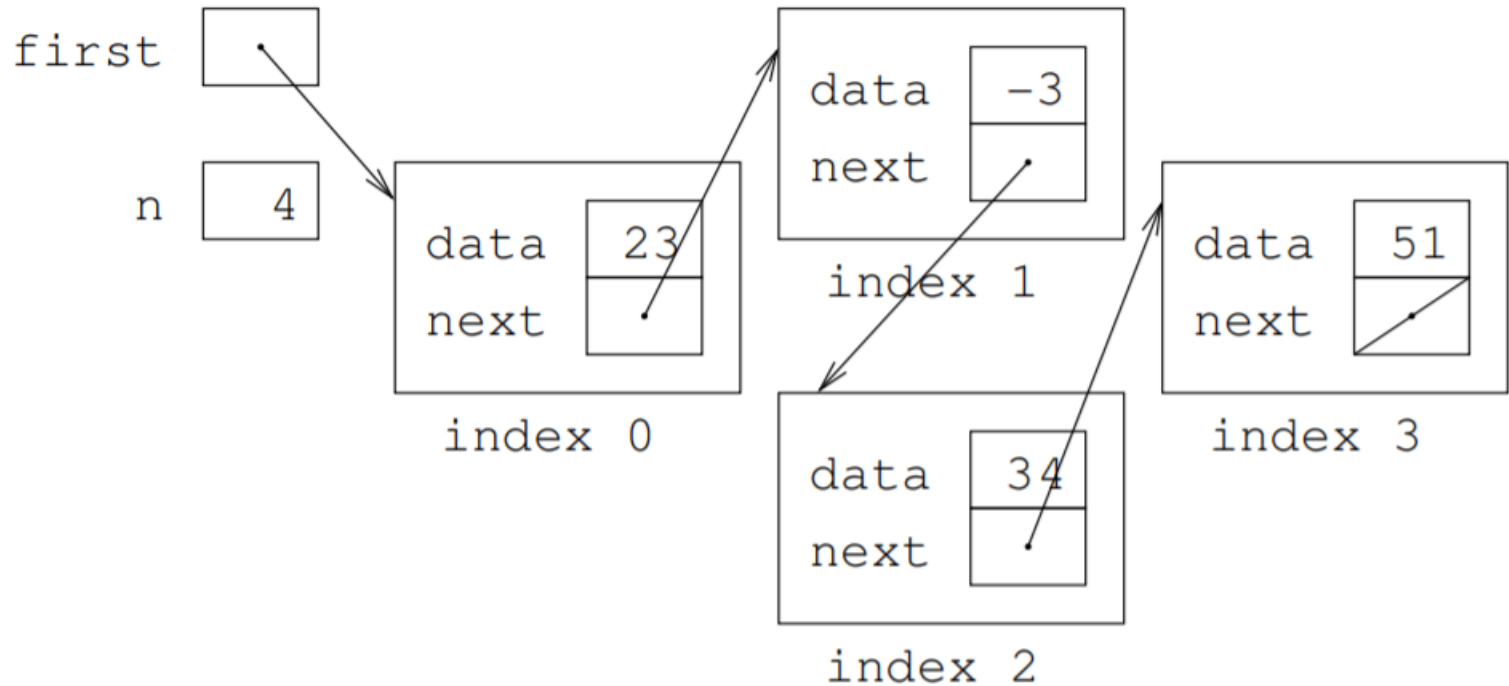 first
n 4
data 23
next
index 0
data -3
next
index 1
data 34
next
index 2
data 51
next
index 3